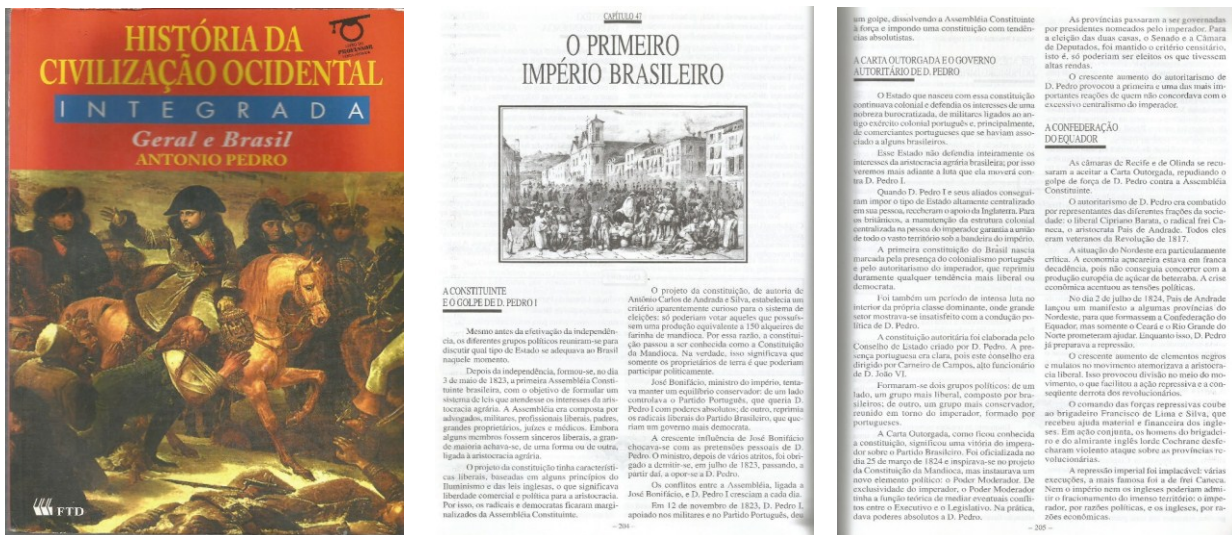 HISTÓRIA DA
CIVILIZAÇÃO OCIDENTAL
INTEGRADA
Geral e Brasil
ANTONIO PEDRO
FTD
CAPÍTULO 47
O PRIMEIRO
IMPÉRIO BRASILEIRO
A CONSTITUINTE
E O GOLPE DE D. PEDRO I
Mesmo antes da efetivação da independên-
cia, os diferentes grupos políticos reuniram-se para
discutir qual tipo de Estado se adequava ao Brasil
naquele momento.
Depois da independência, formou-se, no dia
3 de maio de 1823, a primeira Assembléia Consti-
tuinte brasileira, com o objetivo de formular um
sistema de leis que atendesse os interesses da aris-
tocracia agrária. A Assembléia era composta por
advogados, militares, profissionais liberais, padres,
grandes proprietários, juízes e médicos. Embora
alguns membros fossem sinceros liberais, a gran-
de maioria achava-se, de uma forma ou de outra,
ligada à aristocracia agrária.
O projeto da constituição tinha característi-
cas liberais, baseadas em alguns princípios do
Iluminismo e das leis inglesas, o que significava
liberdade comercial e política para a aristocracia.
Por isso, os radicais e democratas ficaram margi-
nalizados da Assembléia Constituinte.
O projeto da constituição, de autoria de
Antônio Carlos de Andrada e Silva, estabelecia um
critério aparentemente curioso para o sistema de
eleições: só poderiam votar aqueles que possuís-
sem uma produção equivalente a 150 alqueires de
farinha de mandioca. Por essa razão, a constitui-
ção passou a ser conhecida como a Constituição
da Mandioca. Na verdade, isso significava que
somente os proprietários de terra é que poderiam
participar politicamente.
José Bonifácio, ministro do império, tenta-
va manter um equilíbrio conservador: de um lado
controlava o Partido Português, que queria D.
Pedro I com poderes absolutos; de outro, reprimia
os radicais liberais do Partido Brasileiro, que que-
riam um governo mais democrata.
A crescente influência de José Bonifácio
chocava-se com as pretensões pessoais de D.
Pedro. O ministro, depois de vários atritos, foi obri-
gado a demitir-se, em julho de 1823, passando, a
partir daí, a opor-se a D. Pedro.
Os conflitos entre a Assembléia, ligada a
José Bonifácio, e D. Pedro I cresciam a cada dia.
Em 12 de novembro de 1823, D. Pedro I,
apoiado nos militares e no Partido Português, deu
– 204 –
um golpe, dissolvendo a Assembléia Constituinte
à força e impondo uma constituição com tendên-
cias absolutistas.
A CARTA OUTORGADA E O GOVERNO
AUTORITÁRIO DE D. PEDRO
O Estado que nasceu com essa constituição
continuava colonial e defendia os interesses de uma
nobreza burocratizada, de militares ligados ao an-
tigo exército colonial português e, principalmente,
de comerciantes portugueses que se haviam asso-
ciado a alguns brasileiros.
Esse Estado não defendia inteiramente os
interesses da aristocracia agrária brasileira; por isso
veremos mais adiante a luta que ela moverá con-
tra D. Pedro I.
Quando D. Pedro I e seus aliados consegui-
ram impor o tipo de Estado altamente centralizado
em sua pessoa, receberam o apoio da Inglaterra. Para
os britânicos, a manutenção da estrutura colonial
centralizada na pessoa do imperador garantia a união
de todo o vasto território sob a bandeira do império.
A primeira constituição do Brasil nascia
marcada pela presença do colonialismo português
e pelo autoritarismo do imperador, que reprimiu
duramente qualquer tendência mais liberal ou
democrata.
Foi também um período de intensa luta no
interior da própria classe dominante, onde grande
setor mostrava-se insatisfeito com a condução po-
lítica de D. Pedro.
A constituição autoritária foi elaborada pelo
Conselho de Estado criado por D. Pedro. A pre-
sença portuguesa era clara, pois este conselho era
dirigido por Carneiro de Campos, alto funcionário
de D. João VI.
Formaram-se dois grupos políticos: de um
lado, um grupo mais liberal, composto por bra-
sileiros; de outro, um grupo mais conservador,
reunido em torno do imperador, formado por
portugueses.
A Carta Outorgada, como ficou conhecida
a constituição, significou uma vitória do impera-
dor sobre o Partido Brasileiro. Foi oficializada no
dia 25 de março de 1824 e inspirava-se no projeto
da Constituição da Mandioca, mas instaurava um
novo elemento político: o Poder Moderador. De
exclusividade do imperador, o Poder Moderador
tinha a função teórica de mediar eventuais confli-
tos entre o Executivo e o Legislativo. Na prática,
dava poderes absolutos a D. Pedro.
As províncias passaram a ser governadas
por presidentes nomeados pelo imperador. Para
a eleição das duas casas, o Senado e a Câmara
de Deputados, foi mantido o critério censitário,
isto é, só poderiam ser eleitos os que tivessem
altas rendas.
O crescente aumento do autoritarismo de
D. Pedro provocou a primeira e uma das mais im-
portantes reações de quem não concordava com o
excessivo centralismo do imperador.
A CONFEDERAÇÃO
DO EQUADOR
As câmaras de Recife e de Olinda se recu-
saram a aceitar a Carta Outorgada, repudiando o
golpe de força de D. Pedro contra a Assembléia
Constituinte.
O autoritarismo de D. Pedro era combatido
por representantes das diferentes frações da socie-
dade: o liberal Cipriano Barata, o radical frei Ca-
neca, o aristocrata Pais de Andrade. Todos eles
eram veteranos da Revolução de 1817.
A situação do Nordeste era particularmente
crítica. A economia açucareira estava em franca
decadência, pois não conseguia concorrer com a
produção européia de açúcar de beterraba. A crise
econômica acentuou as tensões políticas.
No dia 2 de julho de 1824, Pais de Andrade
lançou um manifesto a algumas províncias do
Nordeste, para que formassem a Confederação do
Equador, mas somente o Ceará e o Rio Grande do
Norte prometeram ajudar. Enquanto isso, D. Pedro
já preparava a repressão.
O crescente aumento de elementos negros
e mulatos no movimento atemorizava a aristocra-
cia liberal. Isso provocou divisão no meio do mo-
vimento, o que facilitou a ação repressiva e a con-
seqüente derrota dos revolucionários.
O comando das forças repressivas coube
ao brigadeiro Francisco de Lima e Silva, que
recebeu ajuda material e financeira dos ingle-
ses. Em ação conjunta, os homens do brigadei-
ro e do almirante inglês lorde Cochrane desfe-
charam violento ataque sobre as províncias re-
volucionárias.
A repressão imperial foi implacável: várias
execuções, a mais famosa foi a de frei Caneca.
Nem o império nem os ingleses poderiam admi-
tir o fracionamento do imenso território: o impe-
rador, por razões políticas, e os ingleses, por ra-
zões econômicas.
– 205 –